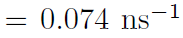 = 0.074 ns⁻¹